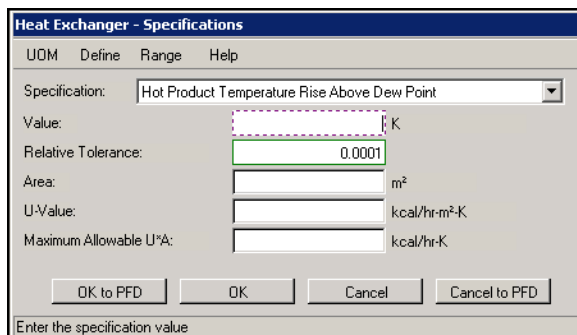 Heat Exchanger - Specifications
UOM Define Range Help
Specification: Hot Product Temperature Rise Above Dew Point
Value: K
Relative Tolerance: 0.0001
Area: m²
U-Value: kcal/hr-m²-K
Maximum Allowable U*A: kcal/hr-K
OK to PFD OK Cancel Cancel to PFD
Enter the specification value